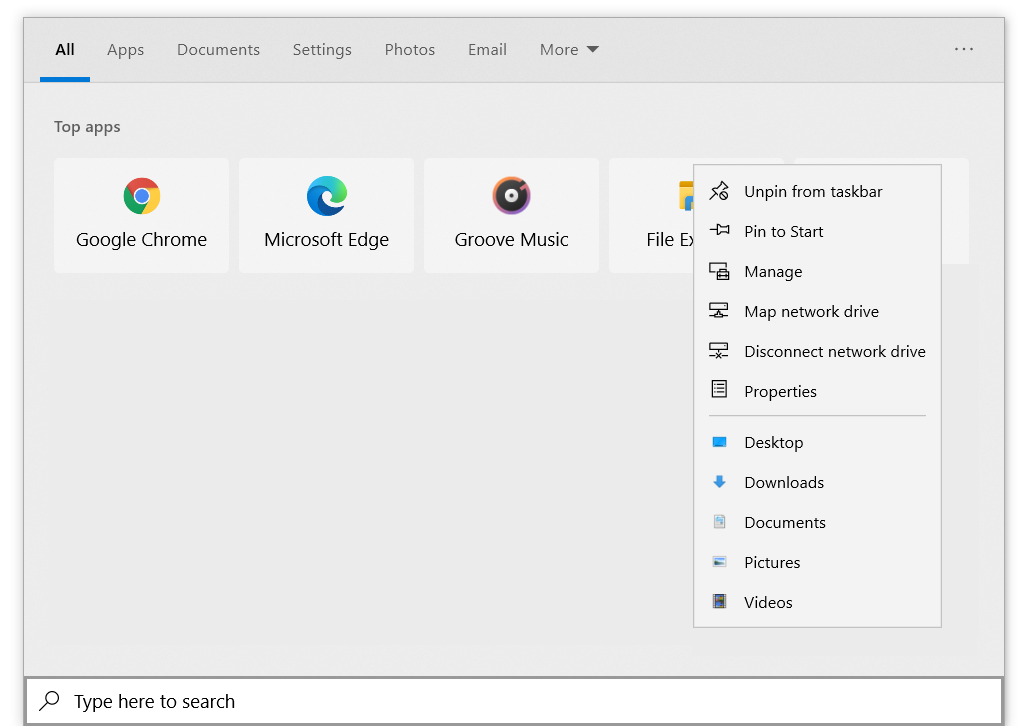 All Apps Documents Settings Photos Email More ...
Top apps
Google Chrome
Microsoft Edge
Groove Music
File
Unpin from taskbar
Pin to Start
Manage
Map network drive
Disconnect network drive
Properties
Desktop
Downloads
Documents
Pictures
Videos
Type here to search